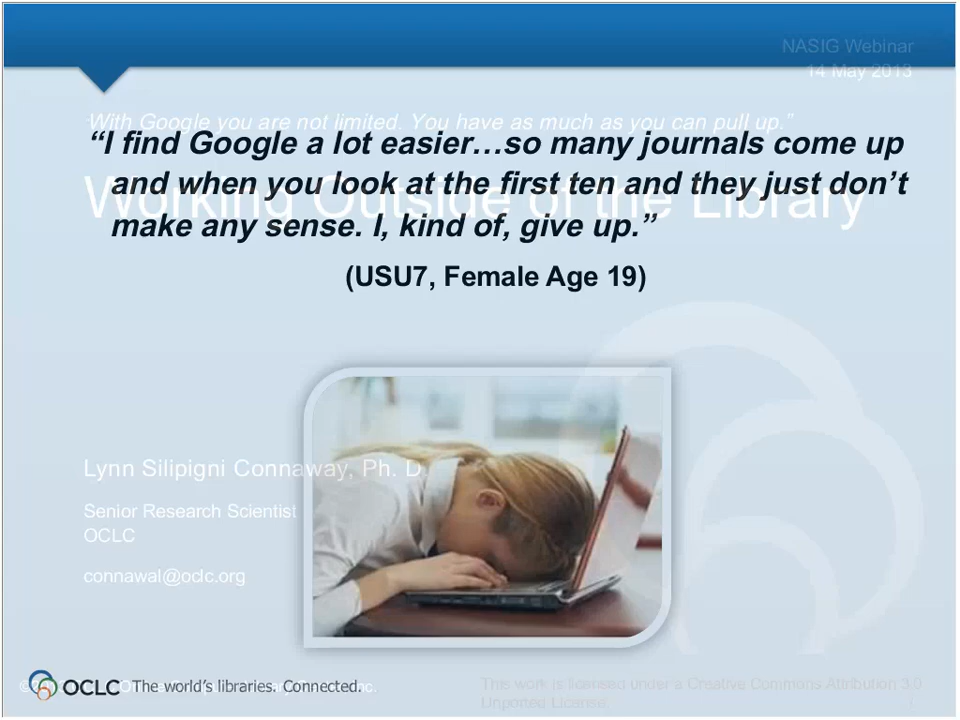 NASIG Webinar
14 May 2013
"With Google you are not limited. You have as much as you can pull up."
“I find Google a lot easier…so many journals come up
and when you look at the first ten and they just don’t
make any sense. I, kind of, give up.”
Working Outside of the Library
(USU7, Female Age 19)
Lynn Silipigni Connaway, Ph. D
Senior Research Scientist
OCLC
connawal@oclc.org
OCLC The world’s libraries. Connected.
This work is licensed under a Creative Commons Attribution 3.0
Unported License.